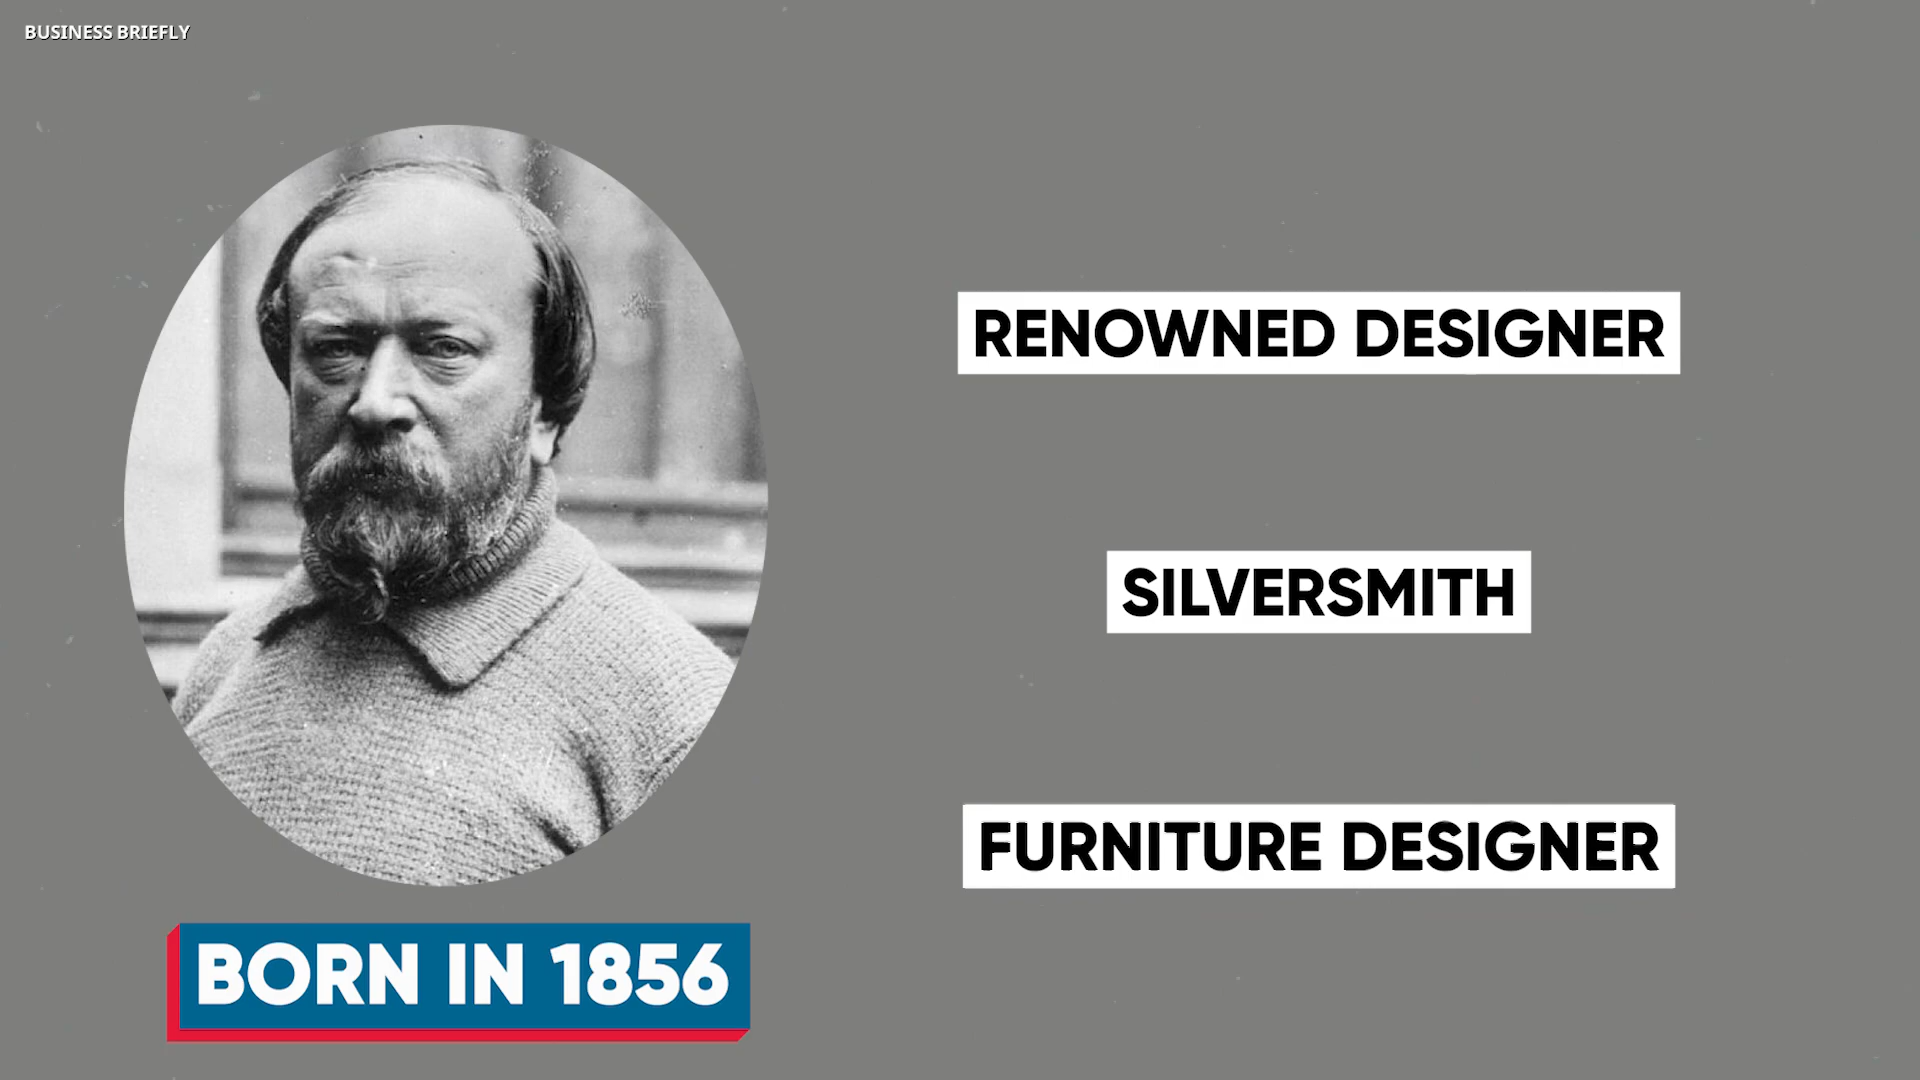 BUSINESS BRIEFLY
RENOWNED DESIGNER
SILVERSMITH
FURNITURE DESIGNER
BORN IN 1856